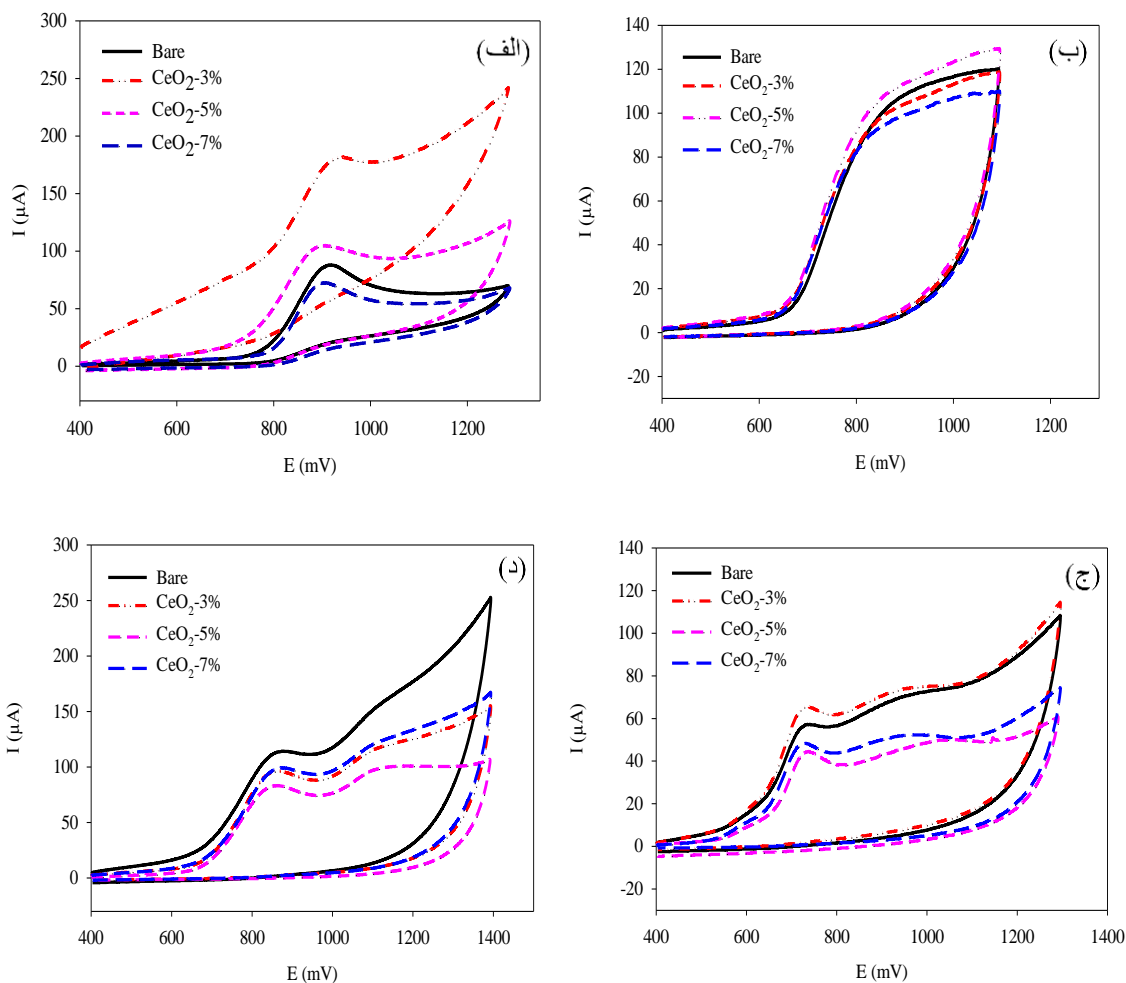 (الف)
Bare
CeO2-3%
CeO2-5%
CeO2-7%
300
250
200
150
100
50
0
I (µA)
400 600 800 1000 1200
E (mV)
(ب)
Bare
CeO₂-3%
CeO₂-5%
CeO₂-7%
140
120
100
80
60
40
20
0
-20
I (µA)
400 600 800 1000 1200
E (mV)
(د)
Bare
CeO₂-3%
CeO₂-5%
CeO₂-7%
300
250
200
150
100
50
0
I (µA)
400 600 800 1000 1200 1400
E (mV)
(ج)
Bare
CeO₂-3%
CeO₂-5%
CeO₂-7%
140
120
100
80
60
40
20
0
-20
I (µA)
400 600 800 1000 1200 1400
E (mV)